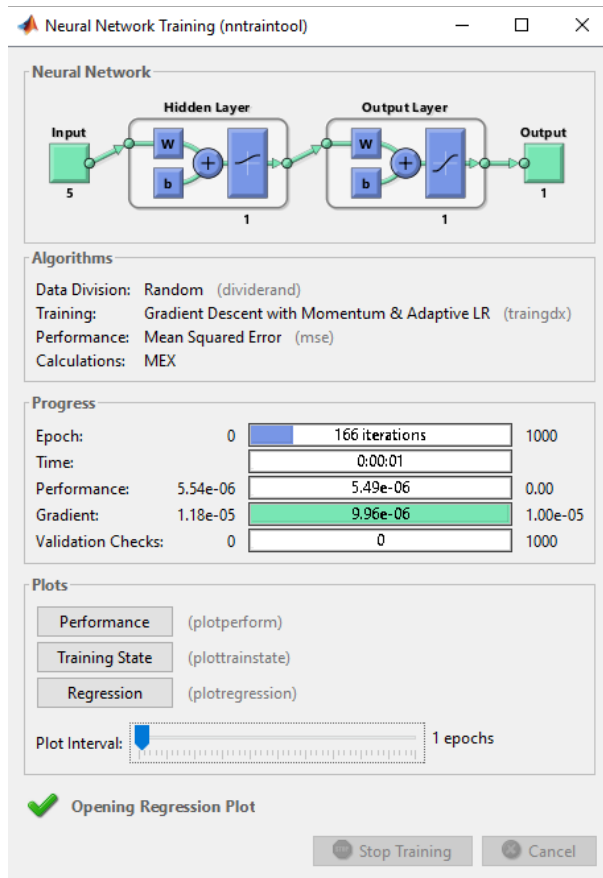 Neural Network Training (nntraintool)
Neural Network
Hidden Layer
Output Layer
Input
Output
W
W
b
b
5
1
1
1
Algorithms
Data Division: Random (dividerand)
Training: Gradient Descent with Momentum & Adaptive LR (traingdx)
Performance: Mean Squared Error (mse)
Calculations: MEX
Progress
Epoch: 0 166 iterations 1000
Time: 0:00:01
Performance: 5.54e-06 5.49e-06 0.00
Gradient: 1.18e-05 9.96e-06 1.00e-05
Validation Checks: 0 0 1000
Plots
Performance (plotperform)
Training State (plottrainstate)
Regression (plotregression)
Plot Interval: 1 epochs
Opening Regression Plot
Stop Training Cancel